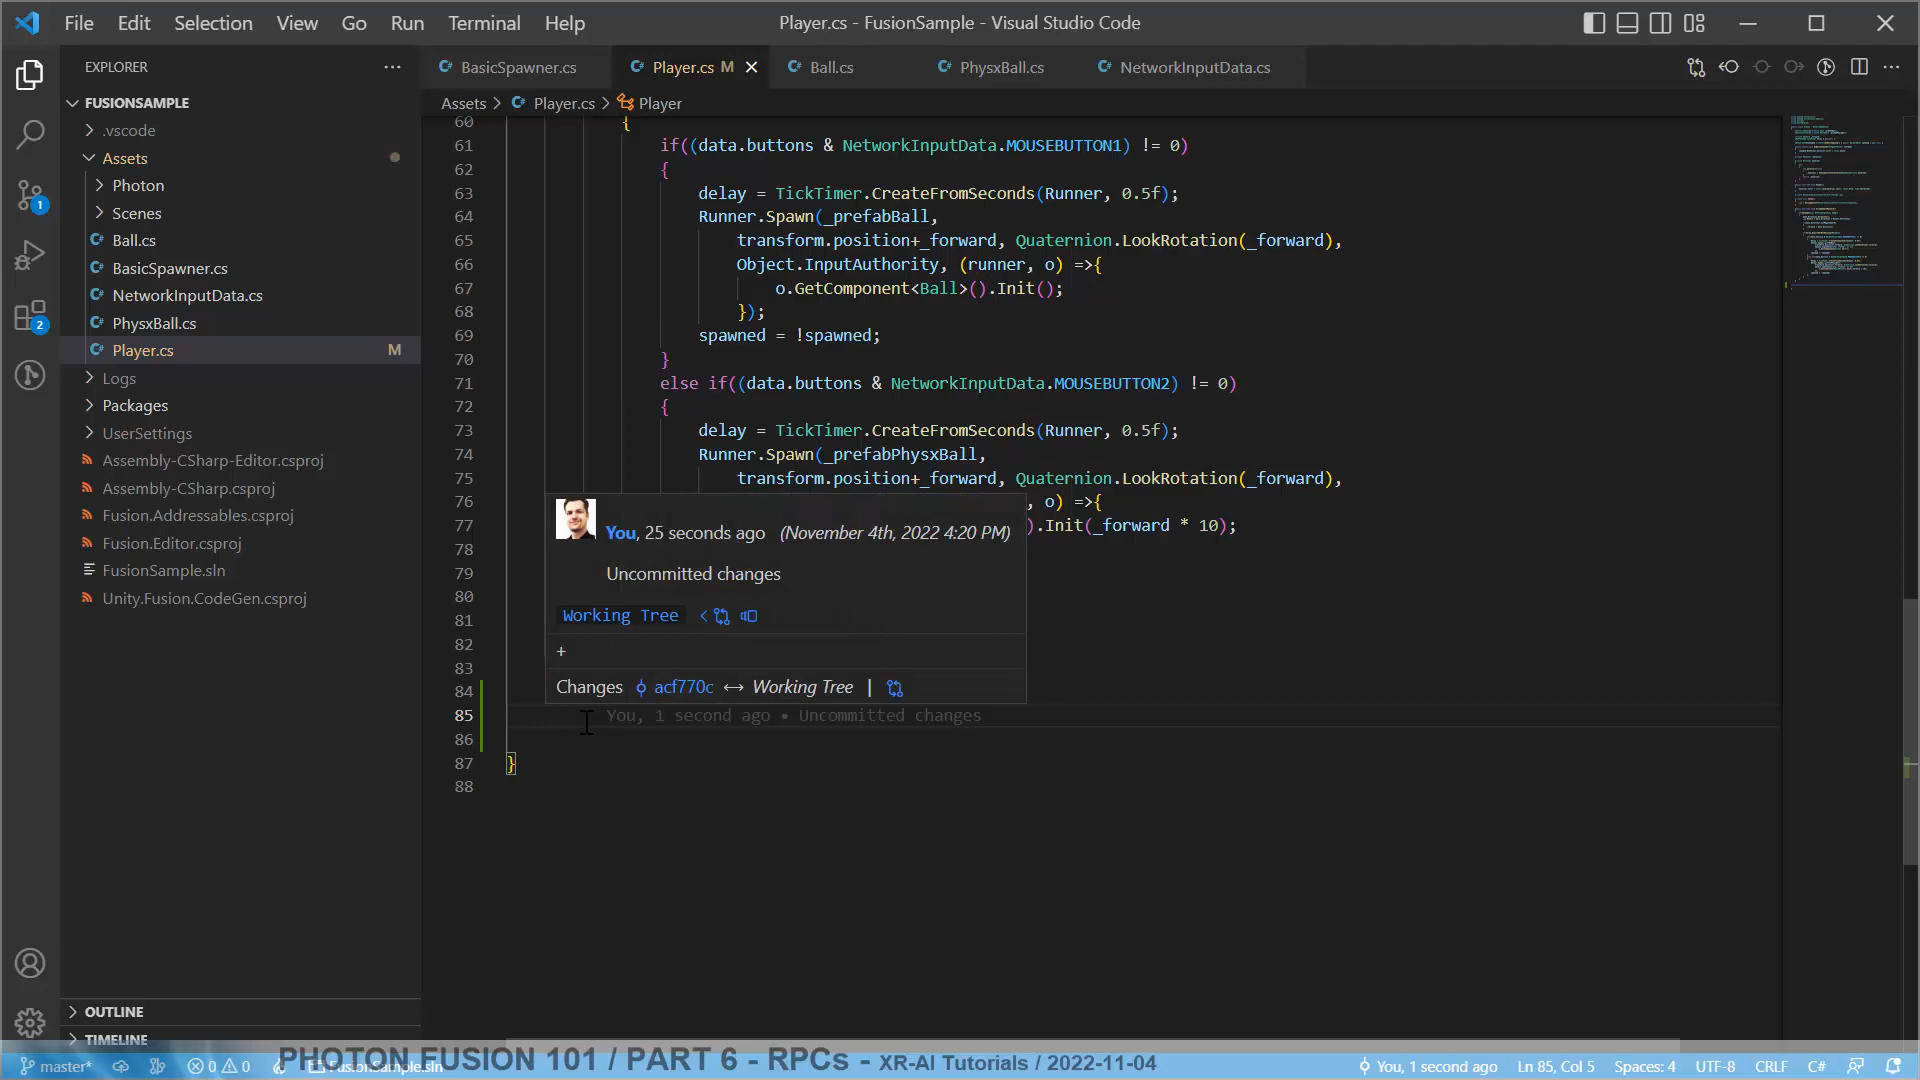 File Edit Selection View Go Run Terminal Help
Player.cs - FusionSample - Visual Studio Code
EXPLORER
BasicSpawner.cs
Player.cs M
Ball.cs
PhysxBall.cs
NetworkInputData.cs
FUSIONSAMPLE
Assets > Player.cs > Player
.vscode
Assets
Photon
Scenes
Ball.cs
BasicSpawner.cs
NetworkInputData.cs
PhysxBall.cs
Player.cs M
Logs
Packages
UserSettings
Assembly-CSharp-Editor.csproj
Assembly-CSharp.csproj
Fusion.Addressables.csproj
Fusion.Editor.csproj
FusionSample.sln
Unity.Fusion.CodeGen.csproj
OUTLINE
TIMELINE
1
2
60 {
61 if((data.buttons & NetworkInputData.MOUSEBUTTON1) != 0)
62 {
63 delay = TickTimer.CreateFromSeconds(Runner, 0.5f);
64 Runner.Spawn(_prefabBall,
65 transform.position+_forward, Quaternion.LookRotation(_forward),
66 Object.InputAuthority, (runner, o) =>{
67 o.GetComponent<Ball>().Init();
68 });
69 spawned = !spawned;
70 }
71 else if((data.buttons & NetworkInputData.MOUSEBUTTON2) != 0)
72 {
73 delay = TickTimer.CreateFromSeconds(Runner, 0.5f);
74 Runner.Spawn(_prefabPhysxBall,
75 transform.position+_forward, Quaternion.LookRotation(_forward),
76 , o) =>{
77 ).Init(_forward * 10);
78
79
80
81
82
83
84
85 You, 1 second ago • Uncommitted changes
86
87 }
88
You, 25 seconds ago (November 4th, 2022 4:20 PM)
Uncommitted changes
Working Tree
+
Changes acf770c ↔ Working Tree |
master* 0 0 FusionSample.sln
PHOTON FUSION 101 / PART 6 - RPCs - XR-AI Tutorials / 2022-11-04
You, 1 second ago Ln 85, Col 5 Spaces: 4 UTF-8 CRLF C#